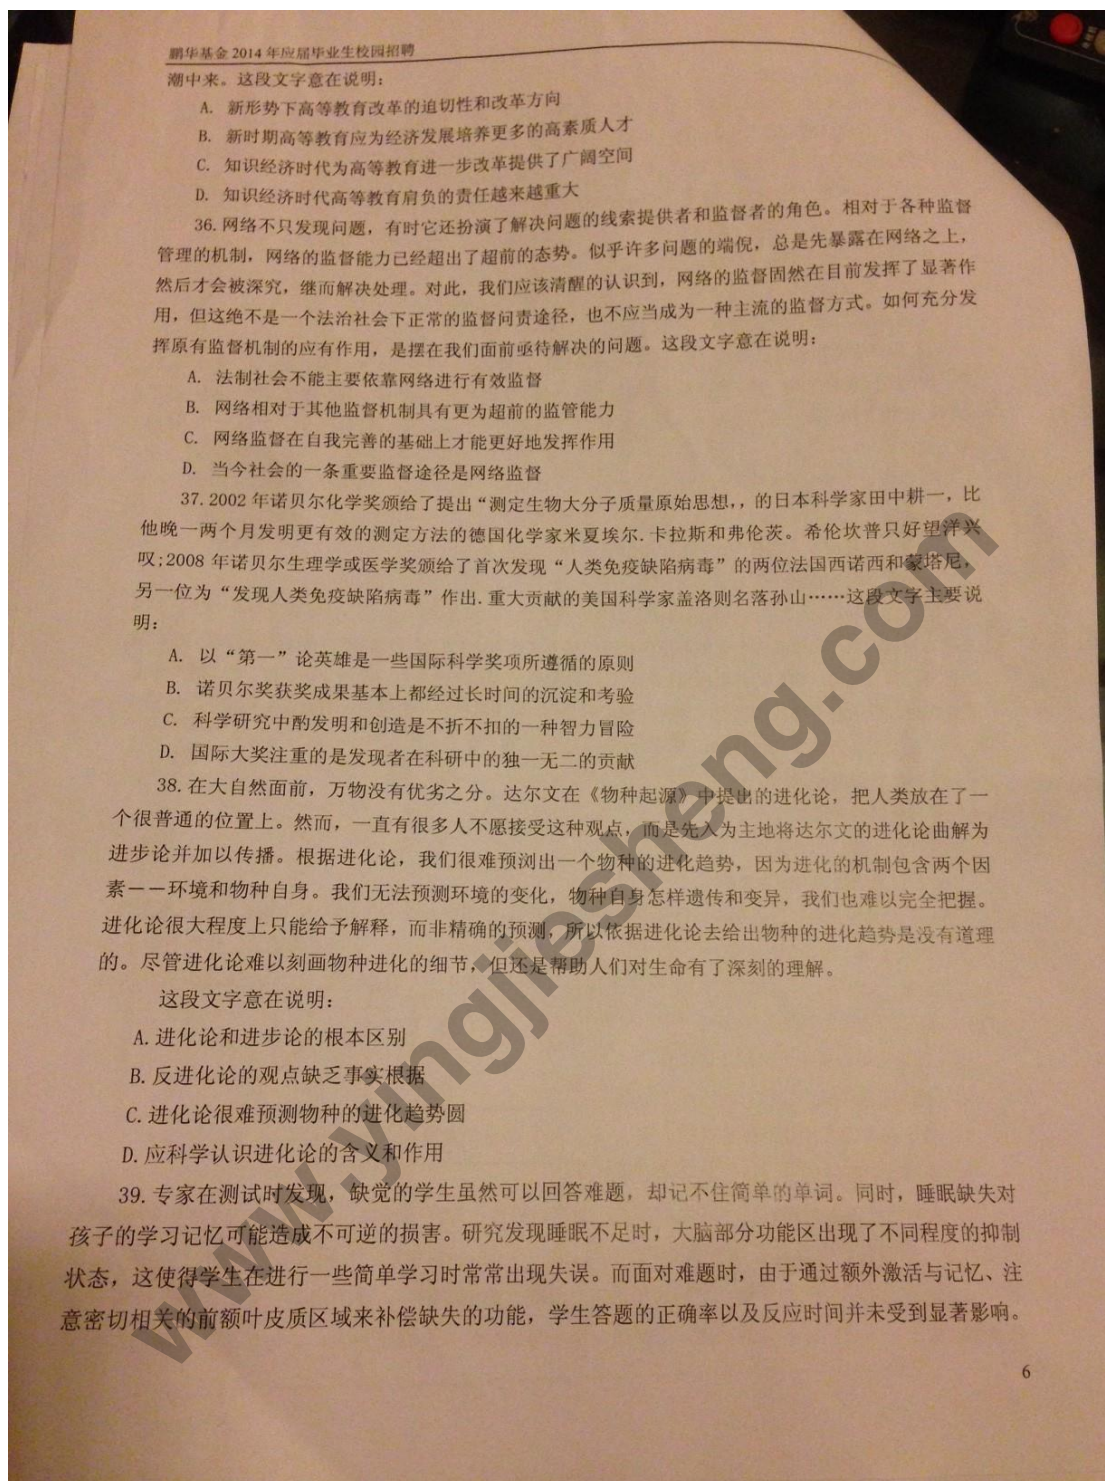 鹏华基金 2014 年应届毕业生校园招聘
潮中来。这段文字意在说明：
A. 新形势下高等教育改革的迫切性和改革方向
B. 新时期高等教育应为经济发展培养更多的高素质人才
C. 知识经济时代为高等教育进一步改革提供了广阔空间
D. 知识经济时代高等教育肩负的责任越来越重大
36. 网络不只发现问题，有时它还扮演了解决问题的线索提供者和监督者的角色。相对于各种监督
管理的机制，网络的监督能力已经超出了超前的态势。似乎许多问题的端倪，总是先暴露在网络之上，
然后才会被深究，继而解决处理。对此，我们应该清醒的认识到，网络的监督固然在目前发挥了显著作
用，但这绝不是一个法治社会下正常的监督问责途径，也不应当成为一种主流的监督方式。如何充分发
挥原有监督机制的应有作用，是摆在我们面前亟待解决的问题。这段文字意在说明：
A. 法制社会不能主要依靠网络进行有效监督
B. 网络相对于其他监督机制具有更为超前的监管能力
C. 网络监督在自我完善的基础上才能更好地发挥作用
D. 当今社会的一条重要监督途径是网络监督
37. 2002 年诺贝尔化学奖颁给了提出“测定生物大分子质量原始思想，，的日本科学家田中耕一，比
他晚一两个月发明更有效的测定方法的德国化学家米夏埃尔.卡拉斯和弗伦茨。希伦坎普只好望洋兴
叹；2008 年诺贝尔生理学或医学奖颁给了首次发现“人类免疫缺陷病毒”的两位法国西诺西和蒙塔尼，
另一位为“发现人类免疫缺陷病毒”作出.重大贡献的美国科学家盖洛则名落孙山……这段文字主要说
明：
A. 以“第一”论英雄是一些国际科学奖项所遵循的原则
B. 诺贝尔奖获奖成果基本上都经过长时间的沉淀和考验
C. 科学研究中酌发明和创造是不折不扣的一种智力冒险
D. 国际大奖注重的是发现者在科研中的独一无二的贡献
38. 在大自然面前，万物没有优劣之分。达尔文在《物种起源》中提出的进化论，把人类放在了一
个很普通的位置上。然而，一直有很多人不愿接受这种观点，而是先入为主地将达尔文的进化论曲解为
进步论并加以传播。根据进化论，我们很难预浏出一个物种的进化趋势，因为进化的机制包含两个因
素－－环境和物种自身。我们无法预测环境的变化，物种自身怎样遗传和变异，我们也难以完全把握。
进化论很大程度上只能给予解释，而非精确的预测，所以依据进化论去给出物种的进化趋势是没有道理
的。尽管进化论难以刻画物种进化的细节，但还是帮助人们对生命有了深刻的理解。
这段文字意在说明：
A. 进化论和进步论的根本区别
B. 反进化论的观点缺乏事实根据
C. 进化论很难预测物种的进化趋势圆
D. 应科学认识进化论的含义和作用
39. 专家在测试时发现，缺觉的学生虽然可以回答难题，却记不住简单的单词。同时，睡眠缺失对
孩子的学习记忆可能造成不可逆的损害。研究发现睡眠不足时，大脑部分功能区出现了不同程度的抑制
状态，这使得学生在进行一些简单学习时常常出现失误。而面对难题时，由于通过额外激活与记忆、注
意密切相关的前额叶皮质区域来补偿缺失的功能，学生答题的正确率以及反应时间并未受到显著影响。
6
www.yingjiesheng.com